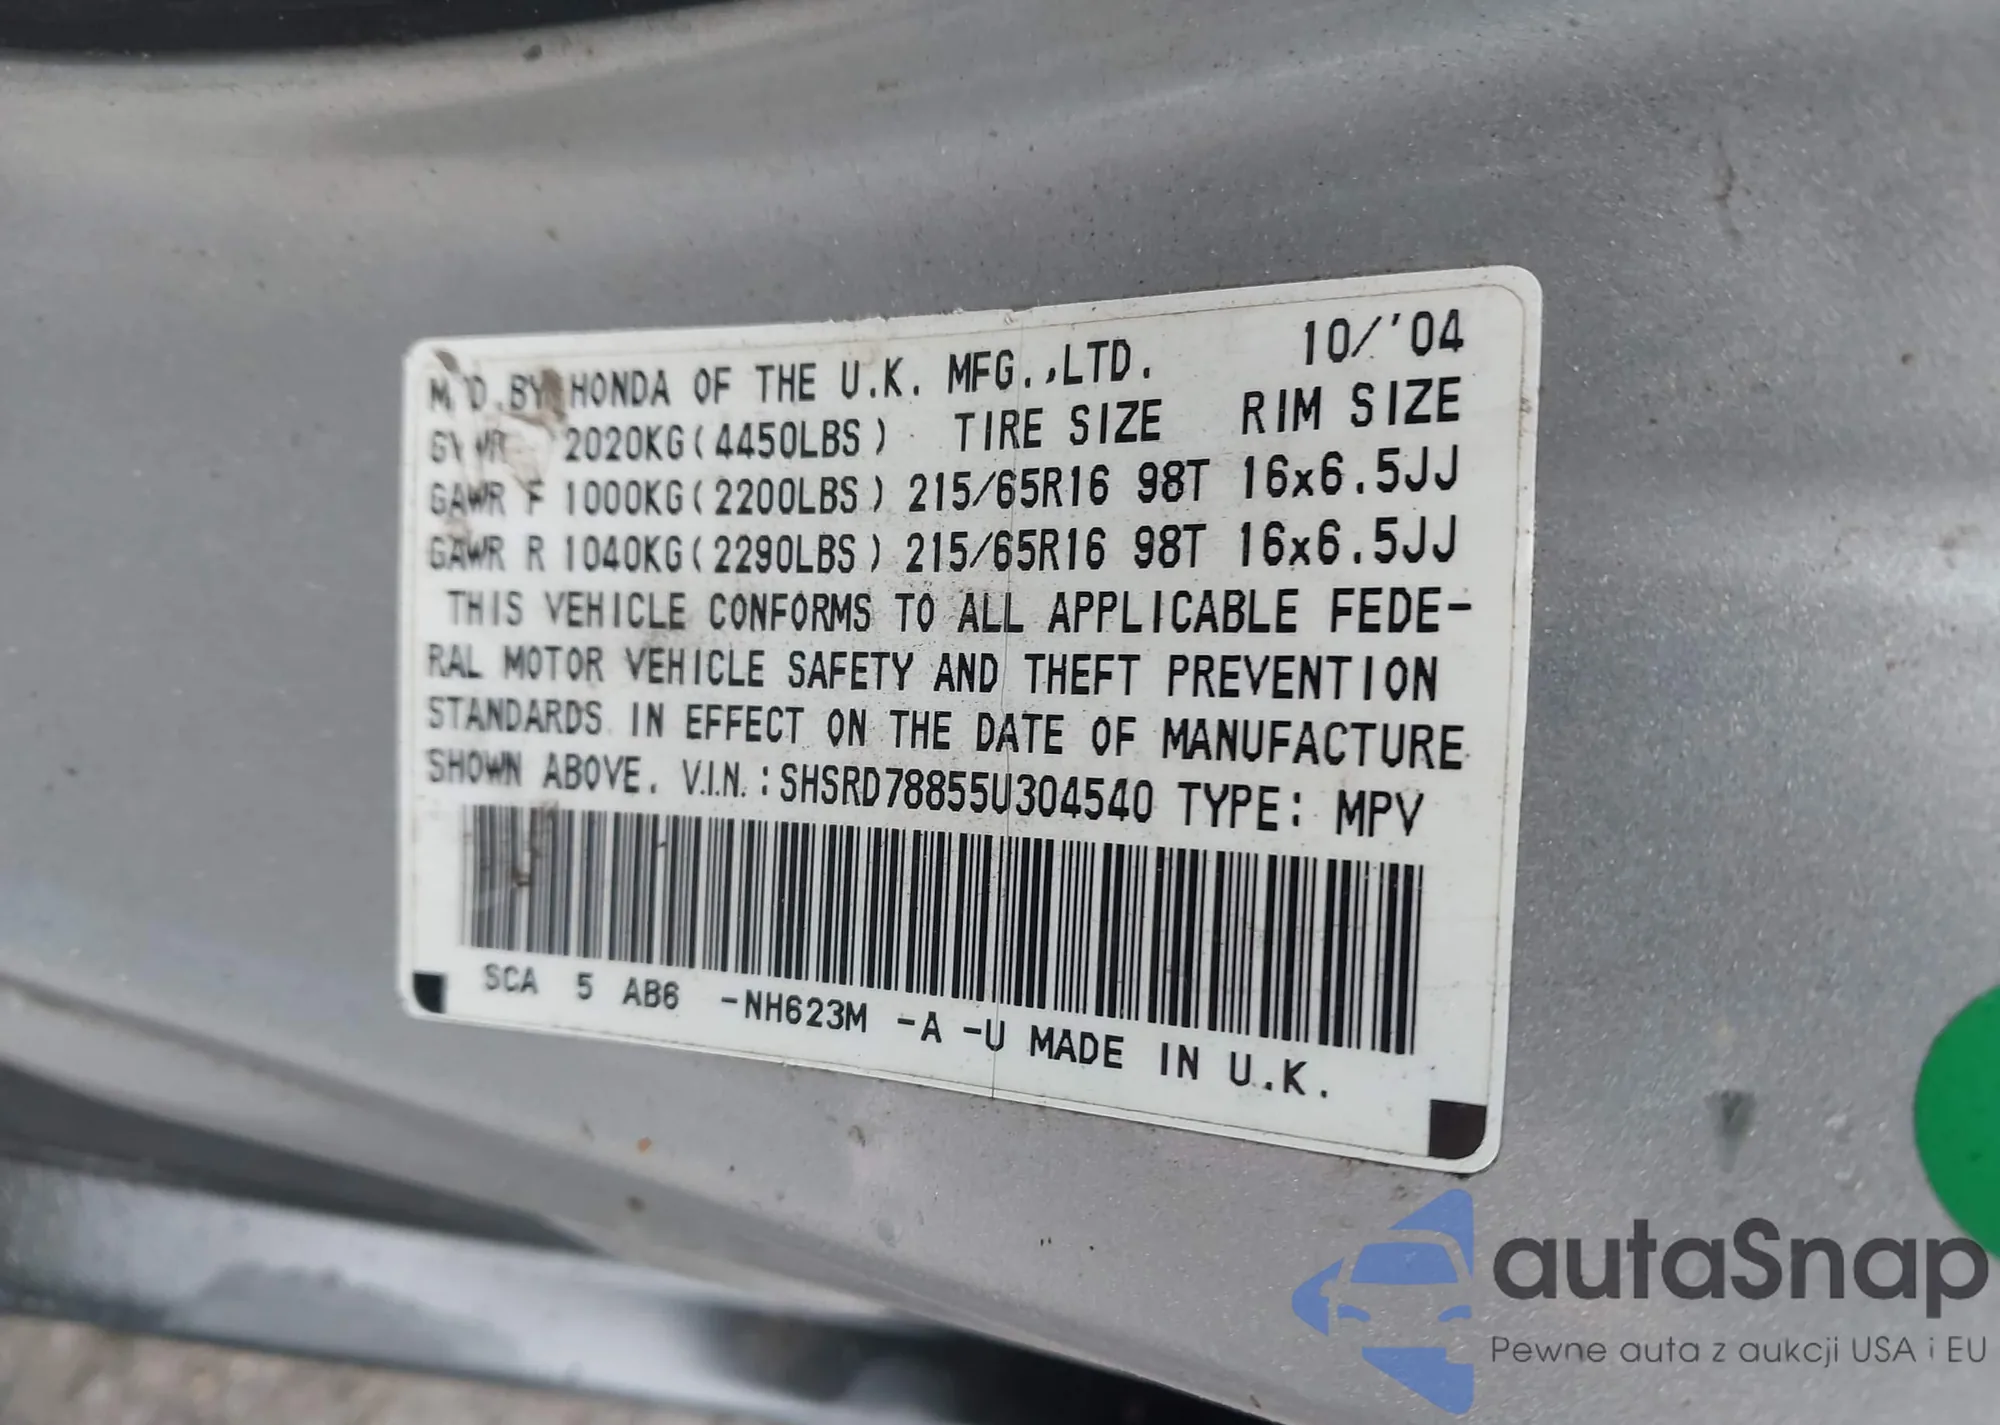 MFD.BY HONDA OF THE U.K. MFG.,LTD. 10/'04
GVWR 2020KG(4450LBS) TIRE SIZE RIM SIZE
GAWR F 1000KG(2200LBS) 215/65R16 98T 16x6.5JJ
GAWR R 1040KG(2290LBS) 215/65R16 98T 16x6.5JJ
THIS VEHICLE CONFORMS TO ALL APPLICABLE FEDE-
RAL MOTOR VEHICLE SAFETY AND THEFT PREVENTION
STANDARDS IN EFFECT ON THE DATE OF MANUFACTURE
SHOWN ABOVE. V.I.N.:SHSRD78855U304540 TYPE: MPV
SCA 5 AB6 -NH623M -A -U MADE IN U.K.
autaSnap
Pewne auta z aukcji USA i EU